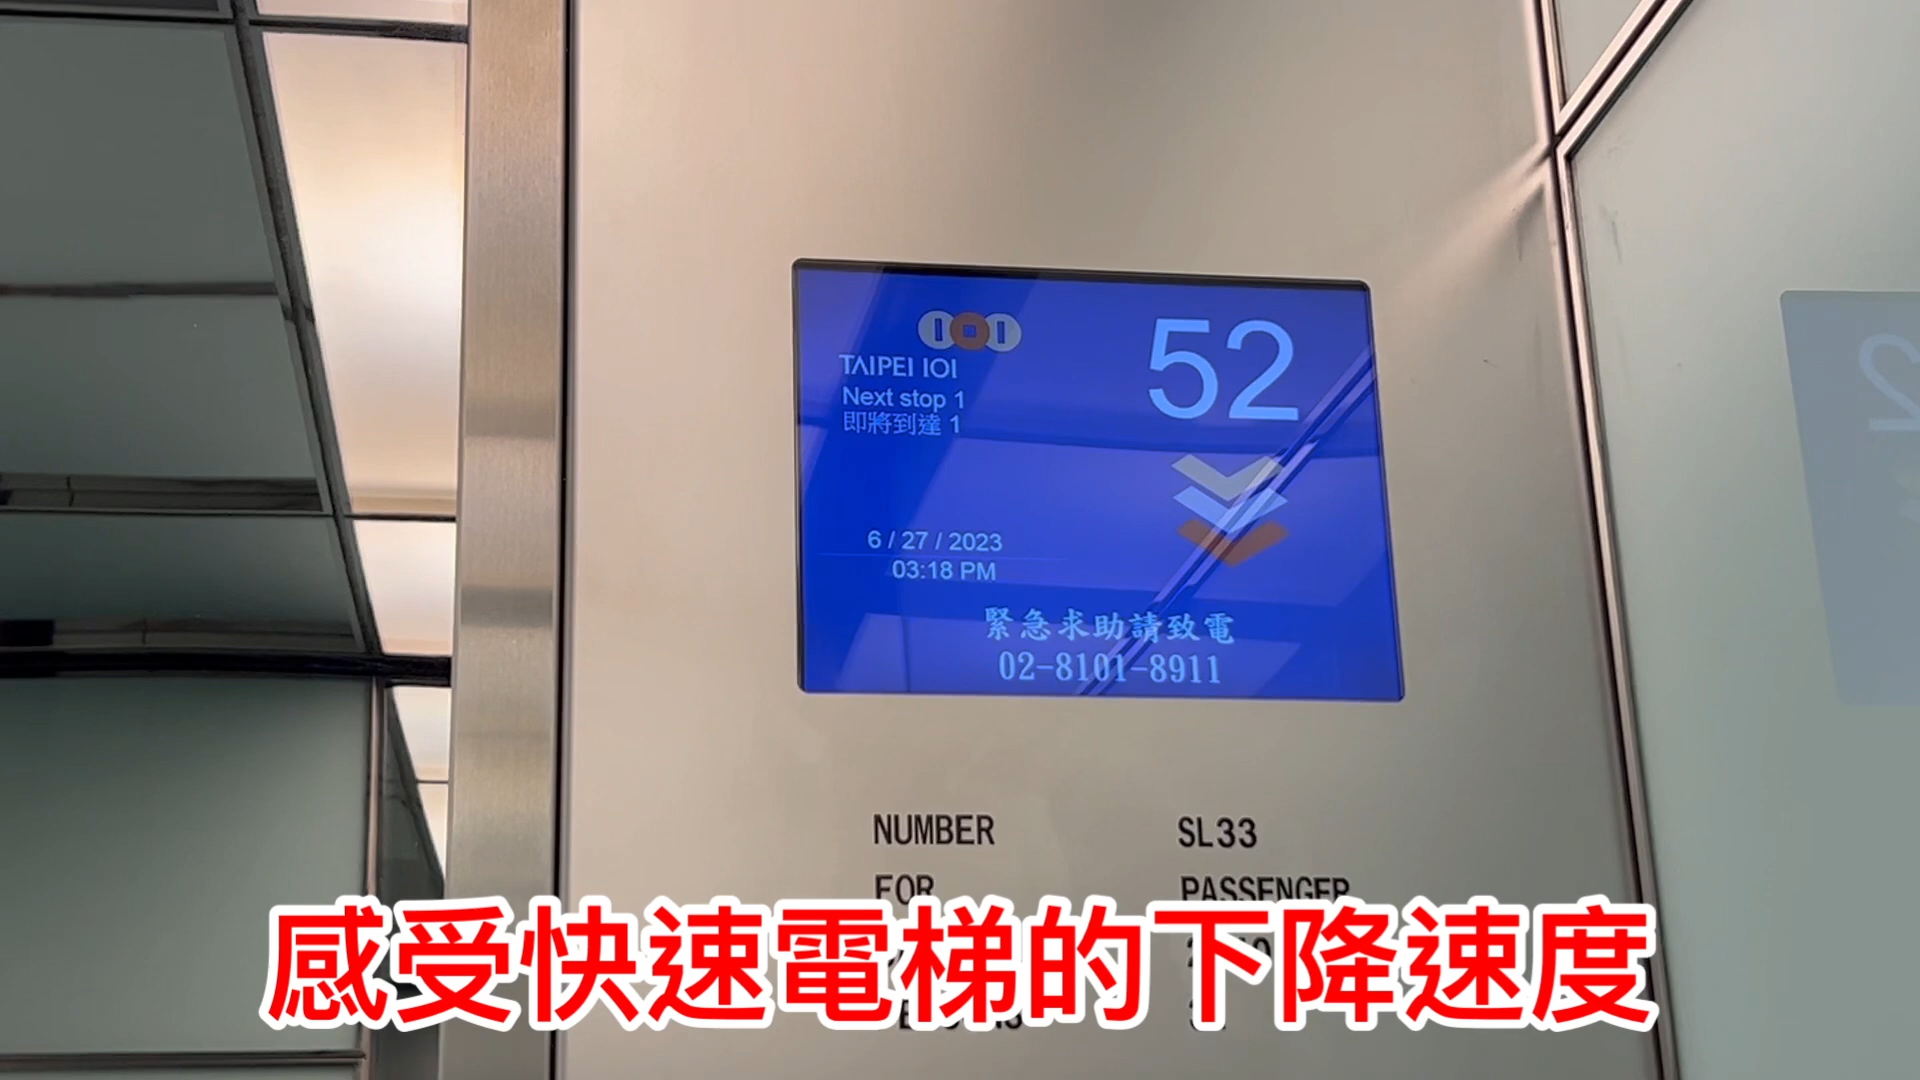 TAIPEI 101
Next stop 1
即將到達 1
52
6 / 27 / 2023
03:18 PM
緊急求助請致電
02-8101-8911
NUMBER SL33
FOR PASSENGER
感受快速電梯的下降速度